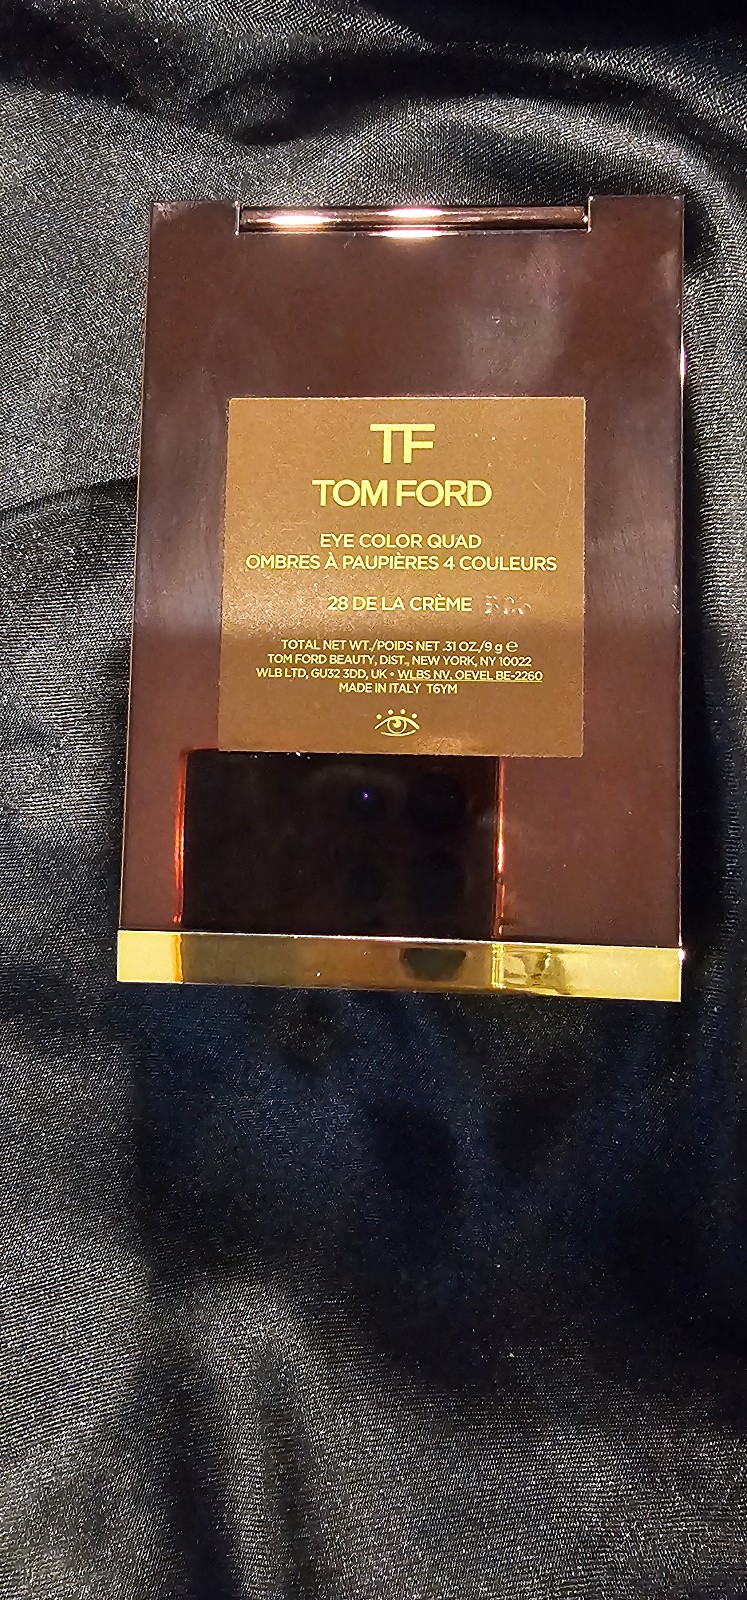 TF
TOM FORD
EYE COLOR QUAD
OMBRES À PAUPIÈRES 4 COULEURS
28 DE LA CRÈME
TOTAL NET WT./POIDS NET .31 OZ./9 g ℮
TOM FORD BEAUTY, DIST., NEW YORK, NY 10022
WLB LTD, GU32 3DD, UK • WLBS NV. OEVEL BE-2260
MADE IN ITALY T6YM